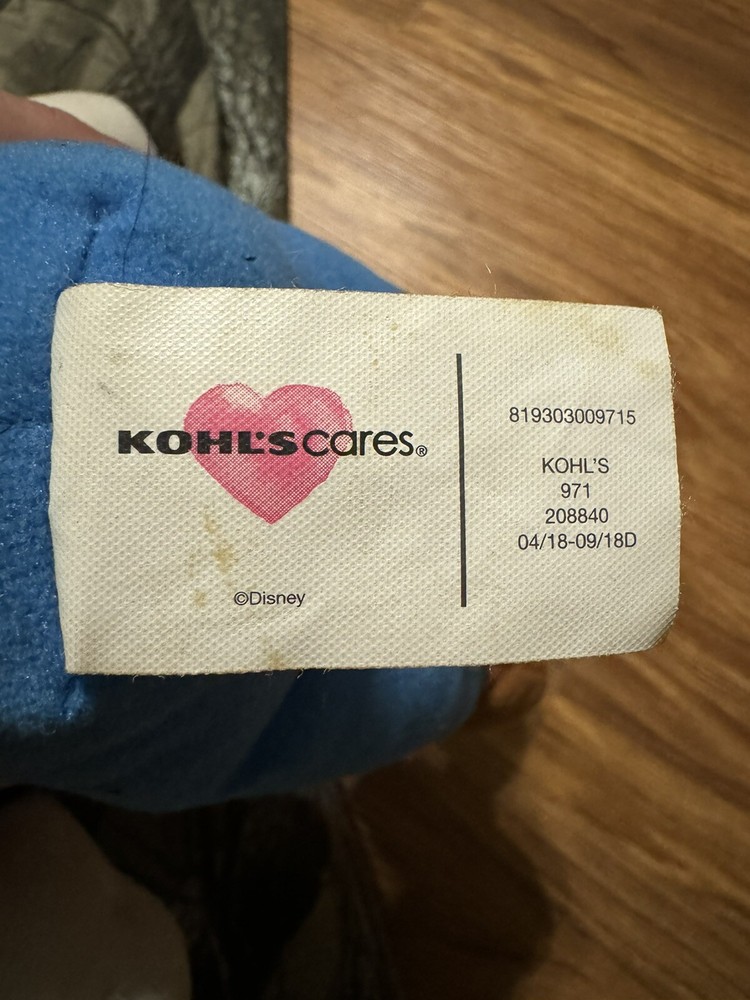 KOHL'S cares®
©Disney
819303009715
KOHL'S
971
208840
04/18-09/18D